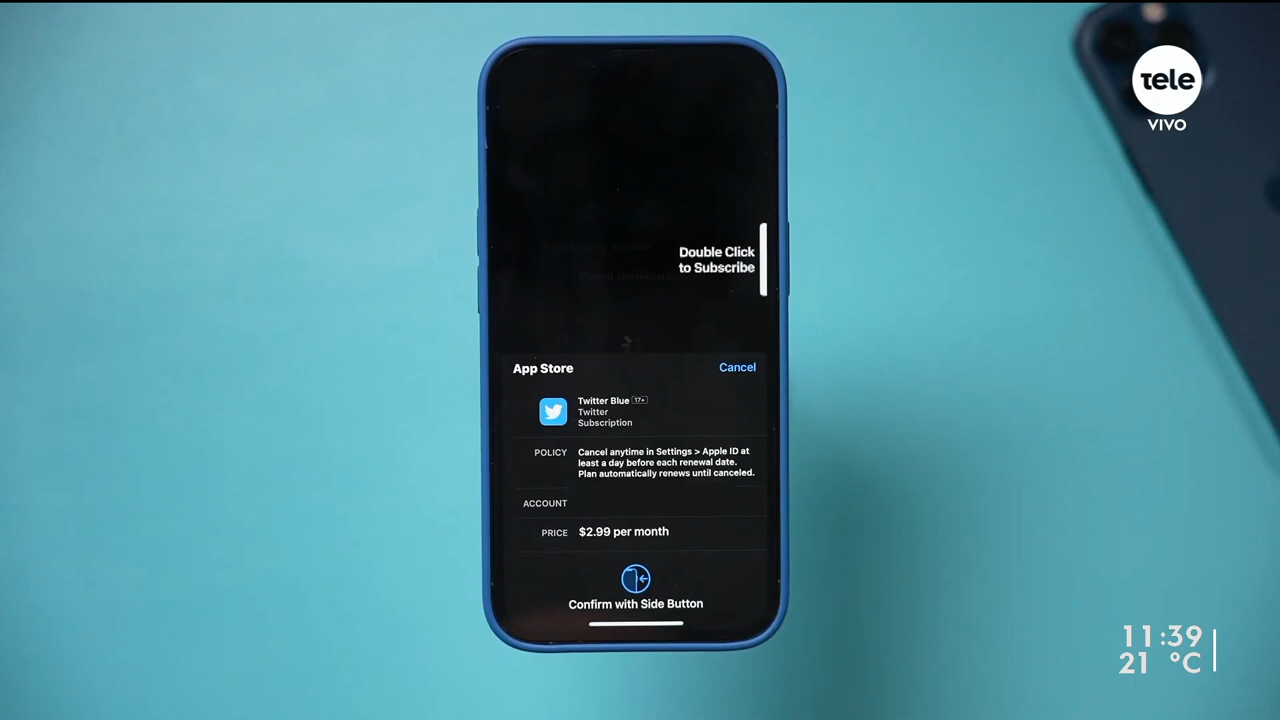 tele
VIVO
Double Click
to Subscribe
App Store
Cancel
Twitter Blue 17+
Twitter
Subscription
POLICY
Cancel anytime in Settings > Apple ID at
least a day before each renewal date.
Plan automatically renews until canceled.
ACCOUNT
PRICE
$2.99 per month
Confirm with Side Button
11:39
21 °C